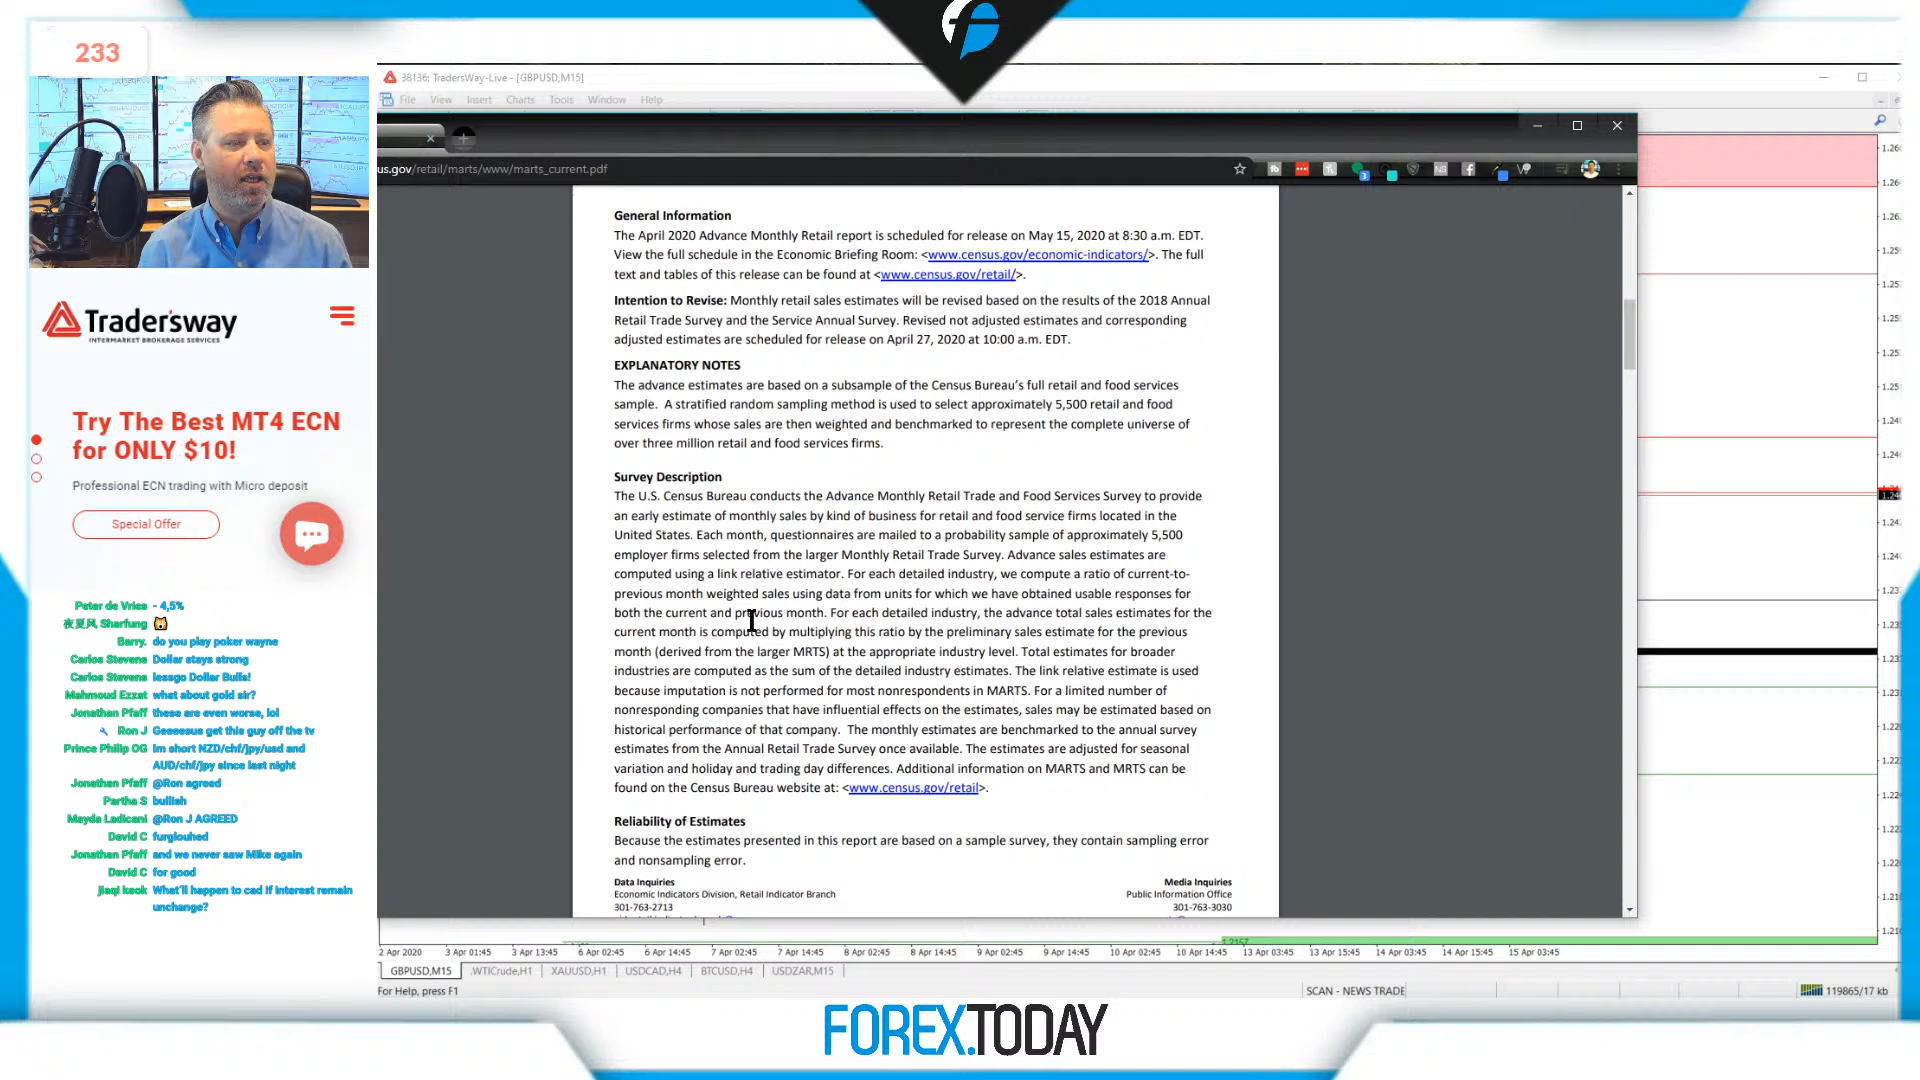 233
38136: TradersWay-Live - [GBPUSD,M15]
File View Insert Charts Tools Window Help
us.gov/retail/marts/www/marts_current.pdf
General Information
The April 2020 Advance Monthly Retail report is scheduled for release on May 15, 2020 at 8:30 a.m. EDT.
View the full schedule in the Economic Briefing Room: <www.census.gov/economic-indicators/>. The full
text and tables of this release can be found at <www.census.gov/retail/>.
Intention to Revise: Monthly retail sales estimates will be revised based on the results of the 2018 Annual
Retail Trade Survey and the Service Annual Survey. Revised not adjusted estimates and corresponding
adjusted estimates are scheduled for release on April 27, 2020 at 10:00 a.m. EDT.
EXPLANATORY NOTES
The advance estimates are based on a subsample of the Census Bureau's full retail and food services
sample. A stratified random sampling method is used to select approximately 5,500 retail and food
services firms whose sales are then weighted and benchmarked to represent the complete universe of
over three million retail and food services firms.
Survey Description
The U.S. Census Bureau conducts the Advance Monthly Retail Trade and Food Services Survey to provide
an early estimate of monthly sales by kind of business for retail and food service firms located in the
United States. Each month, questionnaires are mailed to a probability sample of approximately 5,500
employer firms selected from the larger Monthly Retail Trade Survey. Advance sales estimates are
computed using a link relative estimator. For each detailed industry, we compute a ratio of current-to-
previous month weighted sales using data from units for which we have obtained usable responses for
both the current and previous month. For each detailed industry, the advance total sales estimates for the
current month is computed by multiplying this ratio by the preliminary sales estimate for the previous
month (derived from the larger MRTS) at the appropriate industry level. Total estimates for broader
industries are computed as the sum of the detailed industry estimates. The link relative estimate is used
because imputation is not performed for most nonrespondents in MARTS. For a limited number of
nonresponding companies that have influential effects on the estimates, sales may be estimated based on
historical performance of that company. The monthly estimates are benchmarked to the annual survey
estimates from the Annual Retail Trade Survey once available. The estimates are adjusted for seasonal
variation and holiday and trading day differences. Additional information on MARTS and MRTS can be
found on the Census Bureau website at: <www.census.gov/retail>.
Reliability of Estimates
Because the estimates presented in this report are based on a sample survey, they contain sampling error
and nonsampling error.
Data Inquiries Media Inquiries
Economic Indicators Division, Retail Indicator Branch Public Information Office
301-763-2713 301-763-3030
Trader'sway
INTERMARKET BROKERAGE SERVICES
Try The Best MT4 ECN
for ONLY $10!
Professional ECN trading with Micro deposit
Special Offer
Peter de Vries - 4,5%
夜夏风 Sharfung
Barry. do you play poker wayne
Carlos Stevens Dollar stays strong
Carlos Stevens lessgo Dollar Bulls!
Mahmoud Ezzat what about gold sir?
Jonathan Pfaff these are even worse, lol
Ron J Geeeesus get this guy off the tv
Prince Philip OG Im short NZD/chf/jpy/usd and
AUD/chf/jpy since last night
Jonathan Pfaff @Ron agreed
Partha S bullish
Mayda Ladicani @Ron J AGREED
David C furglouhed
Jonathan Pfaff and we never saw Mike again
David C for good
jiaqi kook What'll happen to cad if interest remain
unchange?
2 Apr 2020 3 Apr 01:45 3 Apr 13:45 6 Apr 02:45 6 Apr 14:45 7 Apr 02:45 7 Apr 14:45 8 Apr 02:45 8 Apr 14:45 9 Apr 02:45 9 Apr 14:45 10 Apr 02:45 10 Apr 14:45 13 Apr 03:45 13 Apr 15:45 14 Apr 03:45 14 Apr 15:45 15 Apr 03:45
GBPUSD,M15 .WTICrude,H1 XAUUSD,H1 USDCAD,H4 BTCUSD,H4 USDZAR,M15
For Help, press F1 SCAN - NEWS TRADE 119865/17 kb
FOREX.TODAY